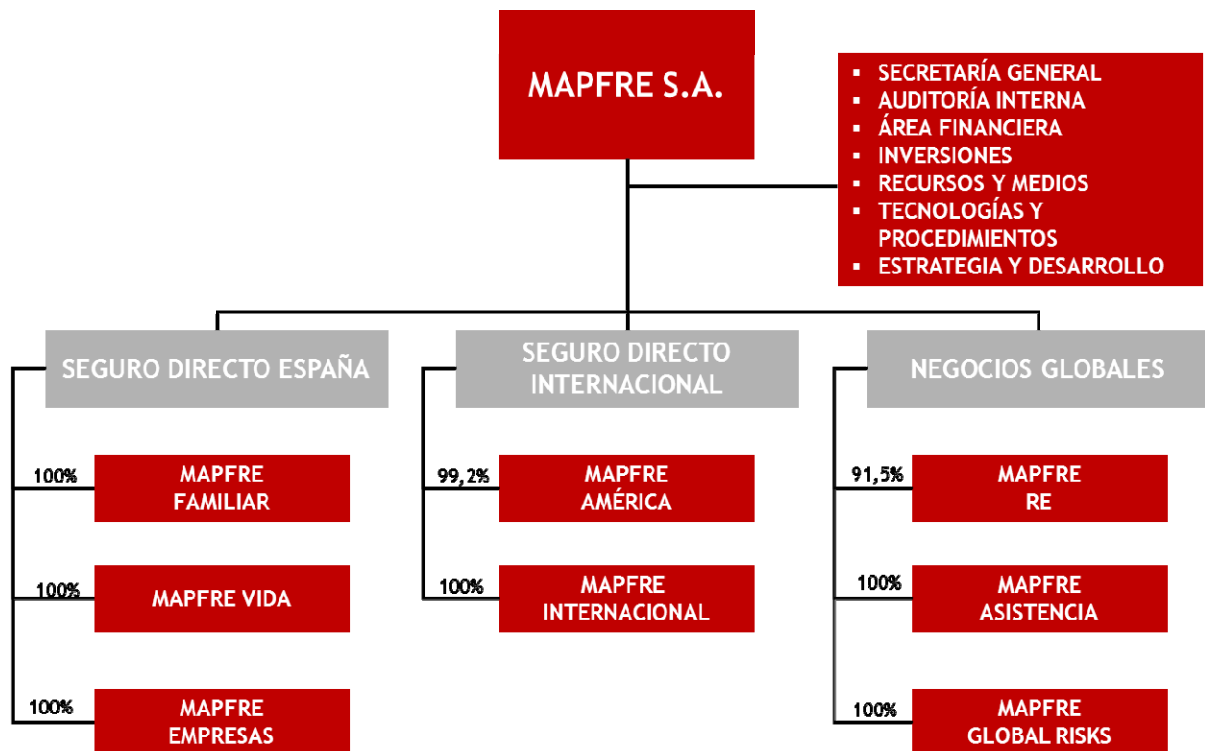 MAPFRE S.A.
▪ SECRETARÍA GENERAL
▪ AUDITORÍA INTERNA
▪ ÁREA FINANCIERA
▪ INVERSIONES
▪ RECURSOS Y MEDIOS
▪ TECNOLOGÍAS Y
PROCEDIMIENTOS
▪ ESTRATEGIA Y DESARROLLO
SEGURO DIRECTO ESPAÑA
100%
MAPFRE
FAMILIAR
100%
MAPFRE VIDA
100%
MAPFRE
EMPRESAS
SEGURO DIRECTO
INTERNACIONAL
99,2%
MAPFRE
AMÉRICA
100%
MAPFRE
INTERNACIONAL
NEGOCIOS GLOBALES
91,5%
MAPFRE
RE
100%
MAPFRE
ASISTENCIA
100%
MAPFRE
GLOBAL RISKS